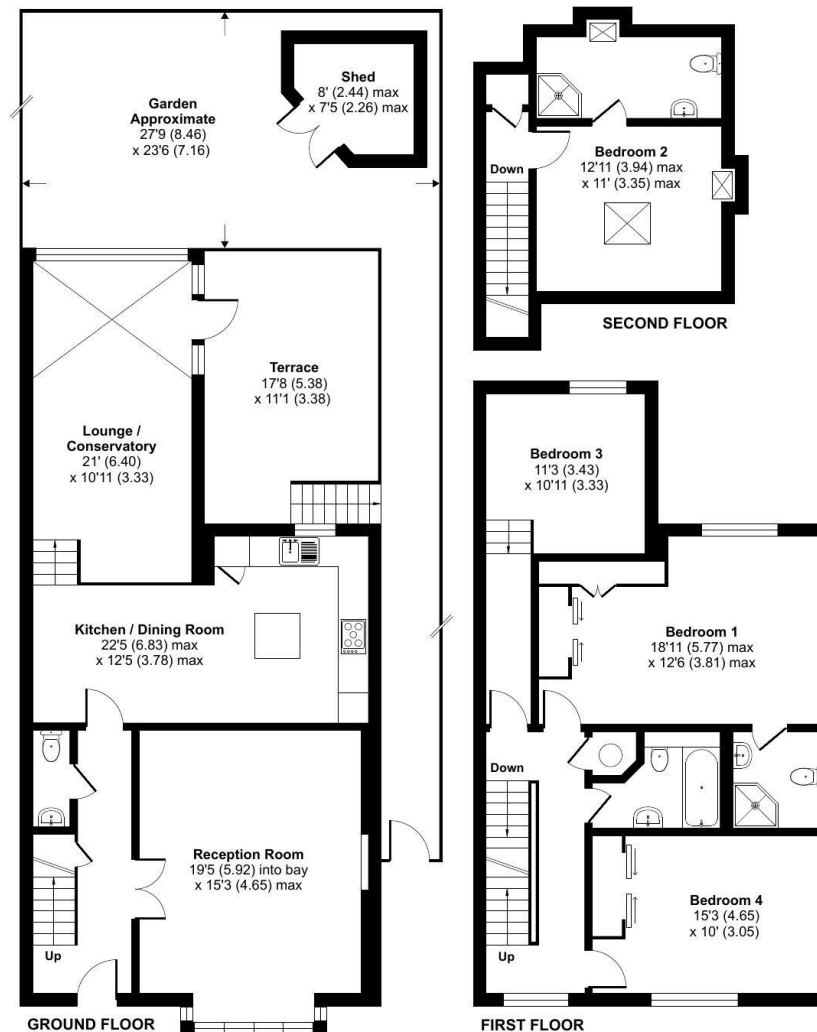 Garden
Approximate
27'9 (8.46)
x 23'6 (7.16)
Shed
8' (2.44) max
x 7'5 (2.26) max
Terrace
17'8 (5.38)
x 11'1 (3.38)
Lounge /
Conservatory
21' (6.40)
x 10'11 (3.33)
Kitchen / Dining Room
22'5 (6.83) max
x 12'5 (3.78) max
Reception Room
19'5 (5.92) into bay
x 15'3 (4.65) max
Up
GROUND FLOOR
Down
Bedroom 2
12'11 (3.94) max
x 11' (3.35) max
SECOND FLOOR
Bedroom 3
11'3 (3.43)
x 10'11 (3.33)
Bedroom 1
18'11 (5.77) max
x 12'6 (3.81) max
Down
Bedroom 4
15'3 (4.65)
x 10' (3.05)
Up
FIRST FLOOR